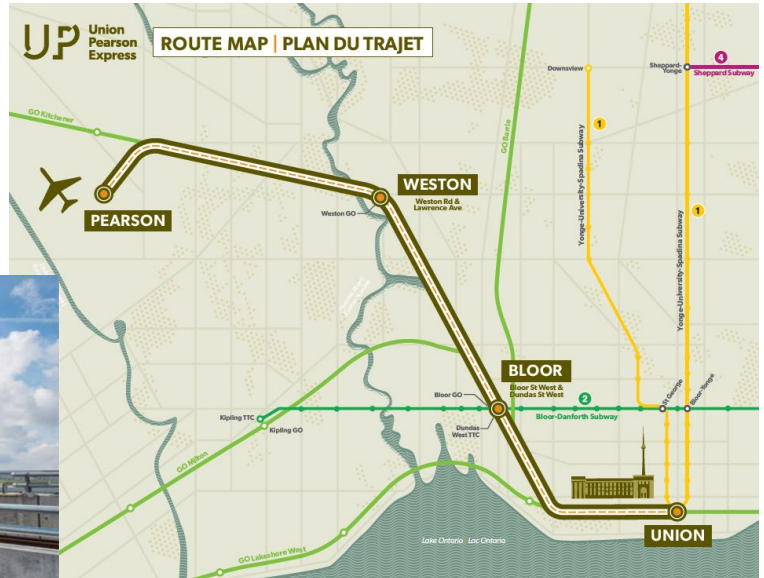 UP Union
Pearson
Express
ROUTE MAP | PLAN DU TRAJET
4
Sheppard Subway
Sheppard-
Yonge
Downsview
GO Kitchener
GO Barrie
1
Yonge-University-Spadina Subway
1
Yonge-University-Spadina Subway
PEARSON
WESTON
Weston Rd &
Lawrence Ave
Weston GO
BLOOR
Bloor St West &
Dundas St West
Bloor GO
Dundas
West TTC
2
Bloor-Danforth Subway
St George
Bloor-Yonge
Kipling TTC
Kipling GO
GO Milton
GO Lakeshore West
Lake Ontario Lac Ontario
UNION